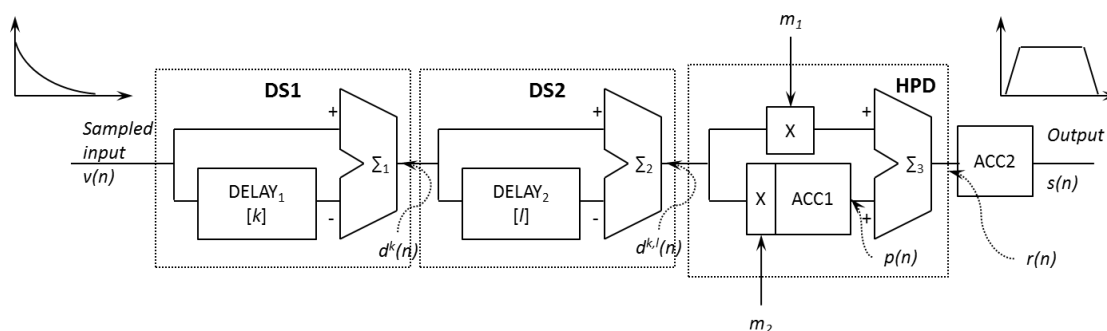 m₁
DS1
DS2
HPD
Sampled
input
v(n)
+
+
X
+
Output
s(n)
DELAY₁
[k]
Σ₁
DELAY₂
[l]
Σ₂
X
ACC1
Σ₃
ACC2
-
-
+
dᵏ(n)
dᵏ,ˡ(n)
p(n)
r(n)
m₂